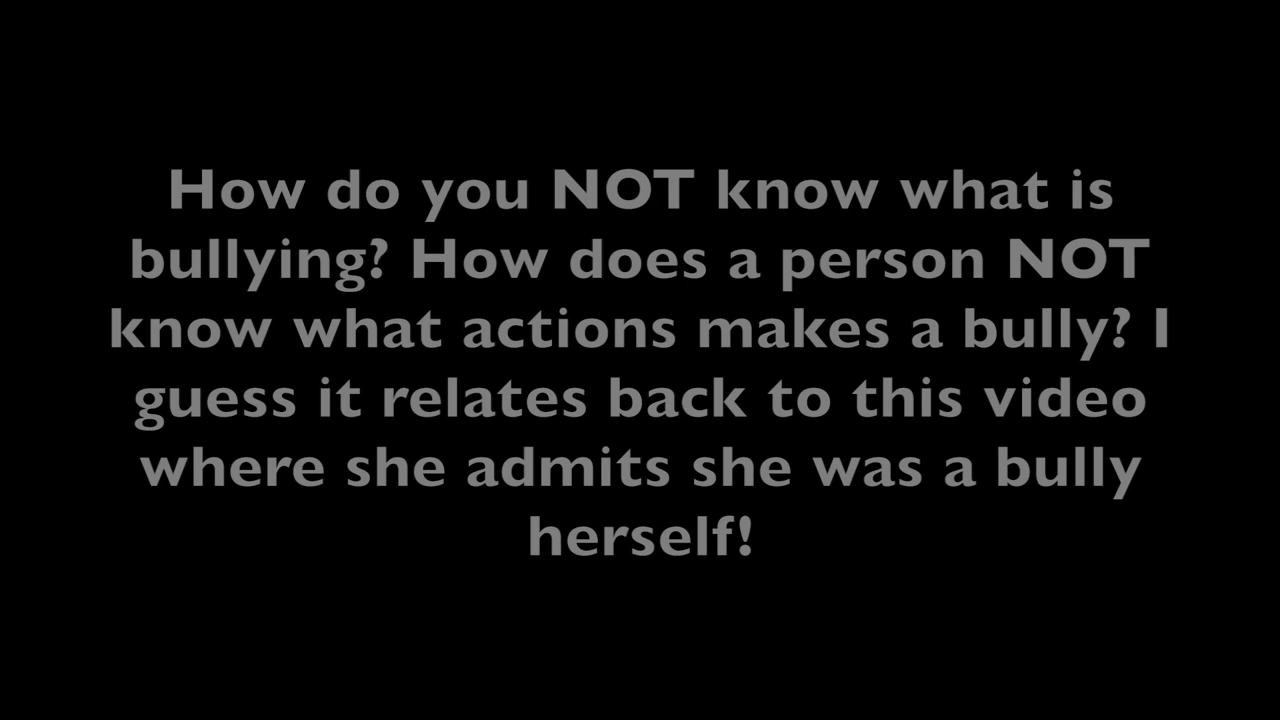 How do you NOT know what is
bullying? How does a person NOT
know what actions makes a bully? I
guess it relates back to this video
where she admits she was a bully
herself!